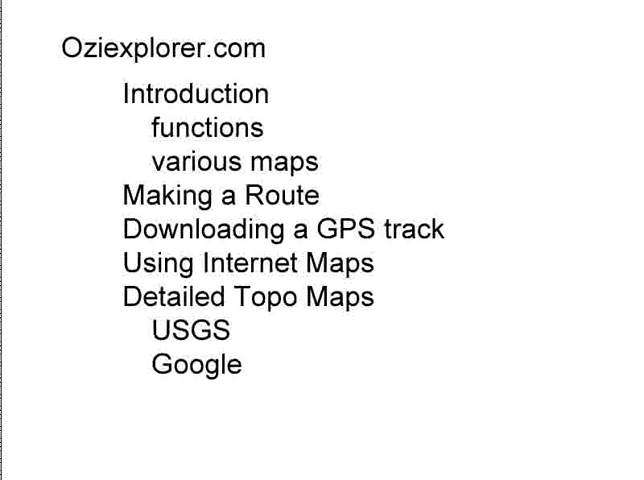 Oziexplorer.com
Introduction
functions
various maps
Making a Route
Downloading a GPS track
Using Internet Maps
Detailed Topo Maps
USGS
Google